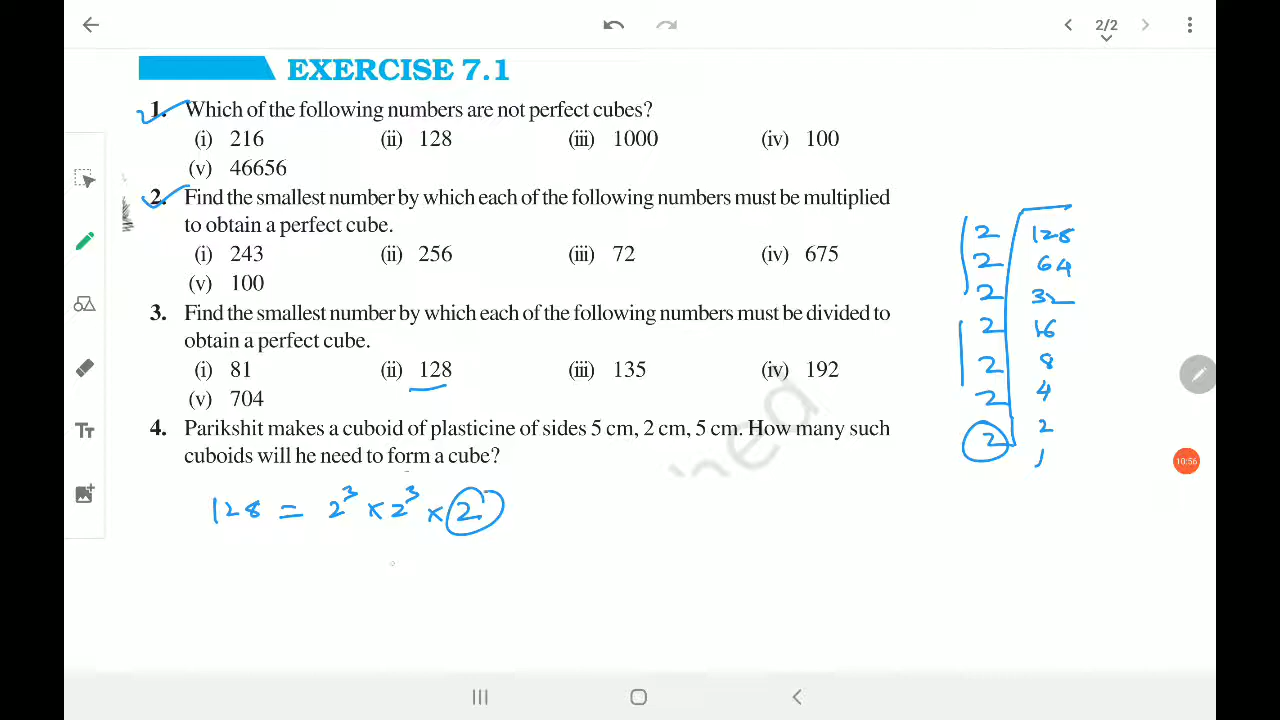 2/2
EXERCISE 7.1
1. Which of the following numbers are not perfect cubes?
(i) 216 (ii) 128 (iii) 1000 (iv) 100
(v) 46656
2. Find the smallest number by which each of the following numbers must be multiplied
to obtain a perfect cube.
(i) 243 (ii) 256 (iii) 72 (iv) 675
(v) 100
3. Find the smallest number by which each of the following numbers must be divided to
obtain a perfect cube.
(i) 81 (ii) 128 (iii) 135 (iv) 192
(v) 704
4. Parikshit makes a cuboid of plasticine of sides 5 cm, 2 cm, 5 cm. How many such
cuboids will he need to form a cube?
128 = 2³ × 2³ × 2
2 128
2 64
2 32
2 16
2 8
2 4
2 2
1
Tт
10:56